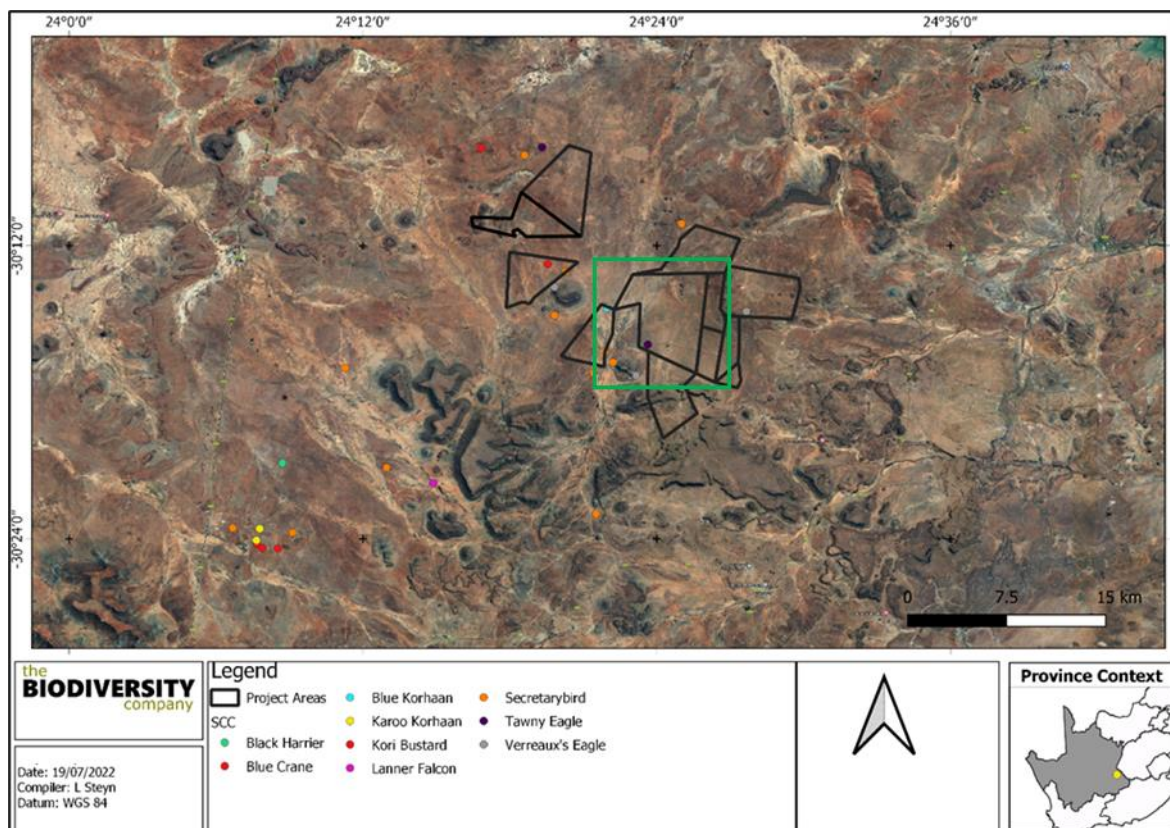 24°0'0" 24°12'0" 24°24'0" 24°36'0"
-30°12'0"
-30°24'0"
0 7.5 15 km
the
BIODIVERSITY
company
Date: 19/07/2022
Compiler: L Steyn
Datum: WGS 84
Legend
Project Areas
SCC
Black Harrier
Blue Crane
Blue Korhaan
Karoo Korhaan
Kori Bustard
Lanner Falcon
Secretarybird
Tawny Eagle
Verreaux's Eagle
Province Context